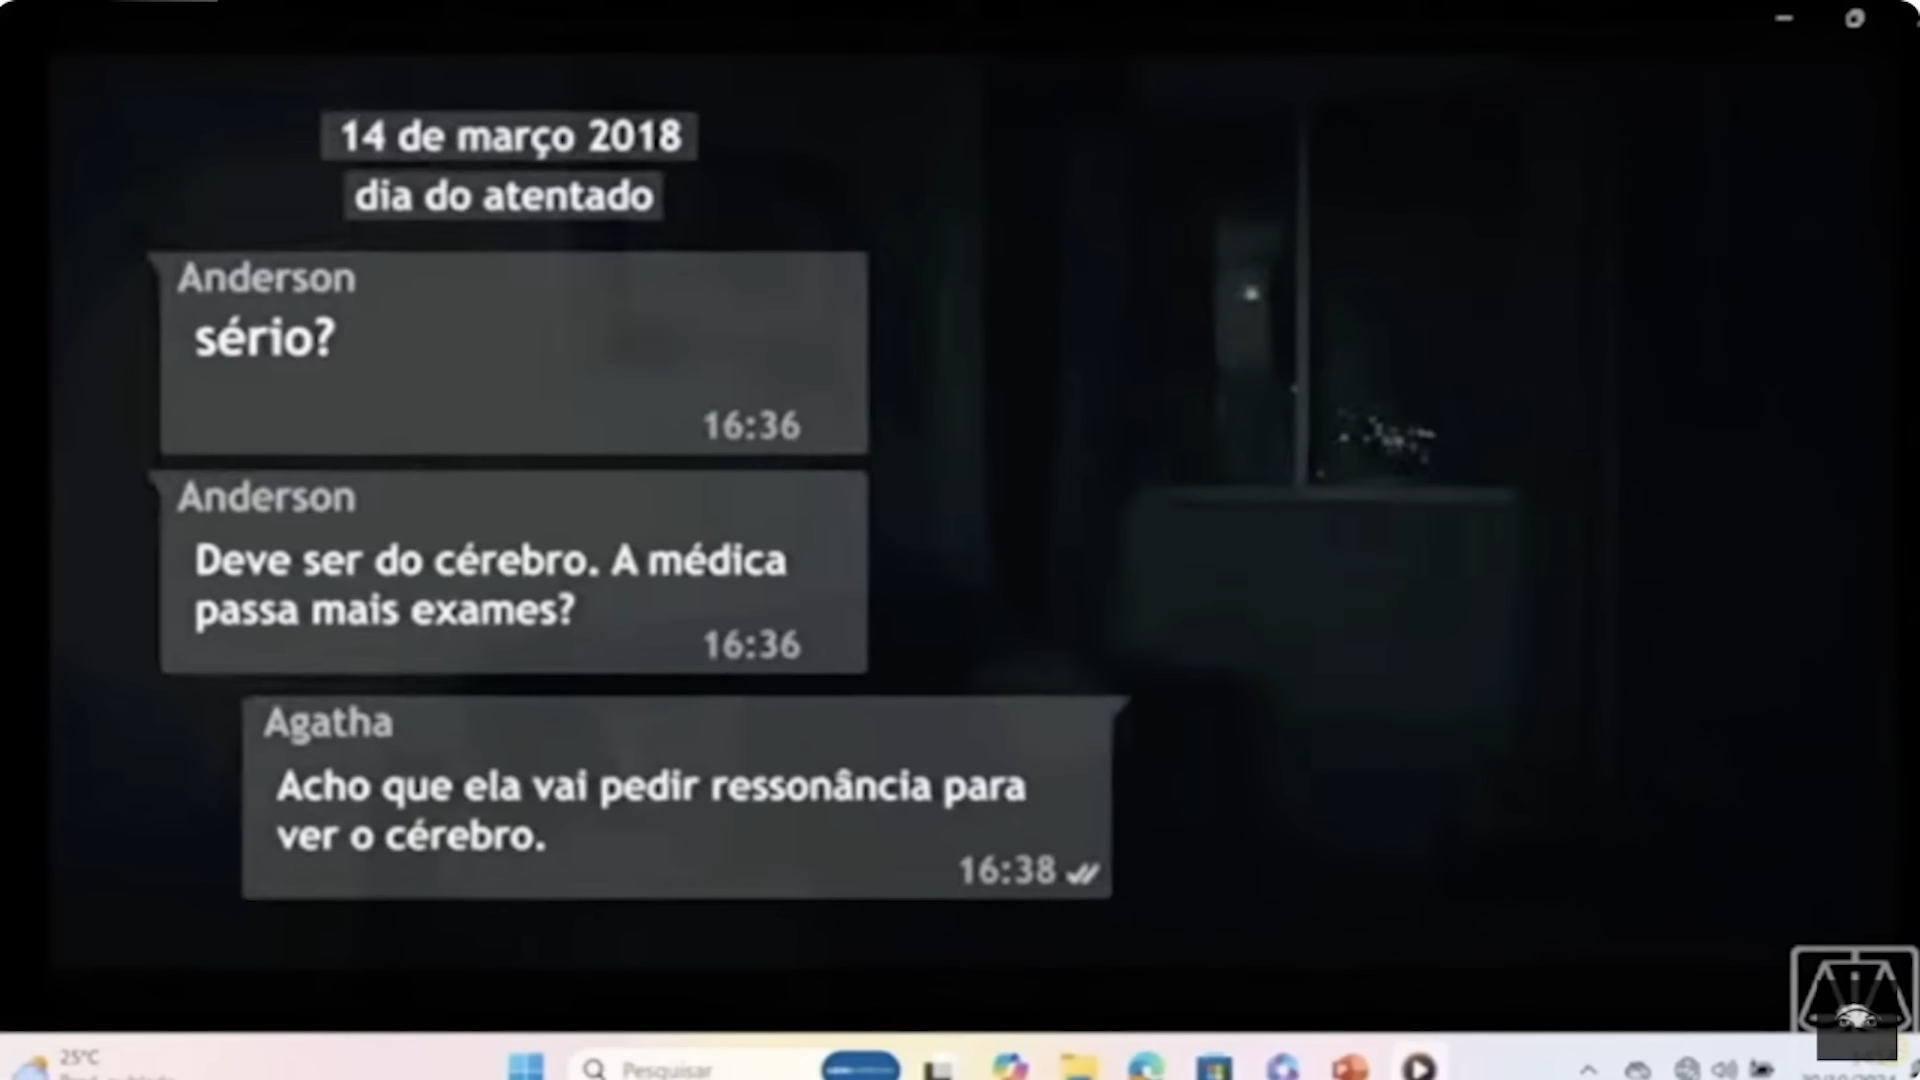 14 de março 2018
dia do atentado
Anderson
sério?
16:36
Anderson
Deve ser do cérebro. A médica
passa mais exames?
16:36
Agatha
Acho que ela vai pedir ressonância para
ver o cérebro.
16:38
25°C
Pesquisar